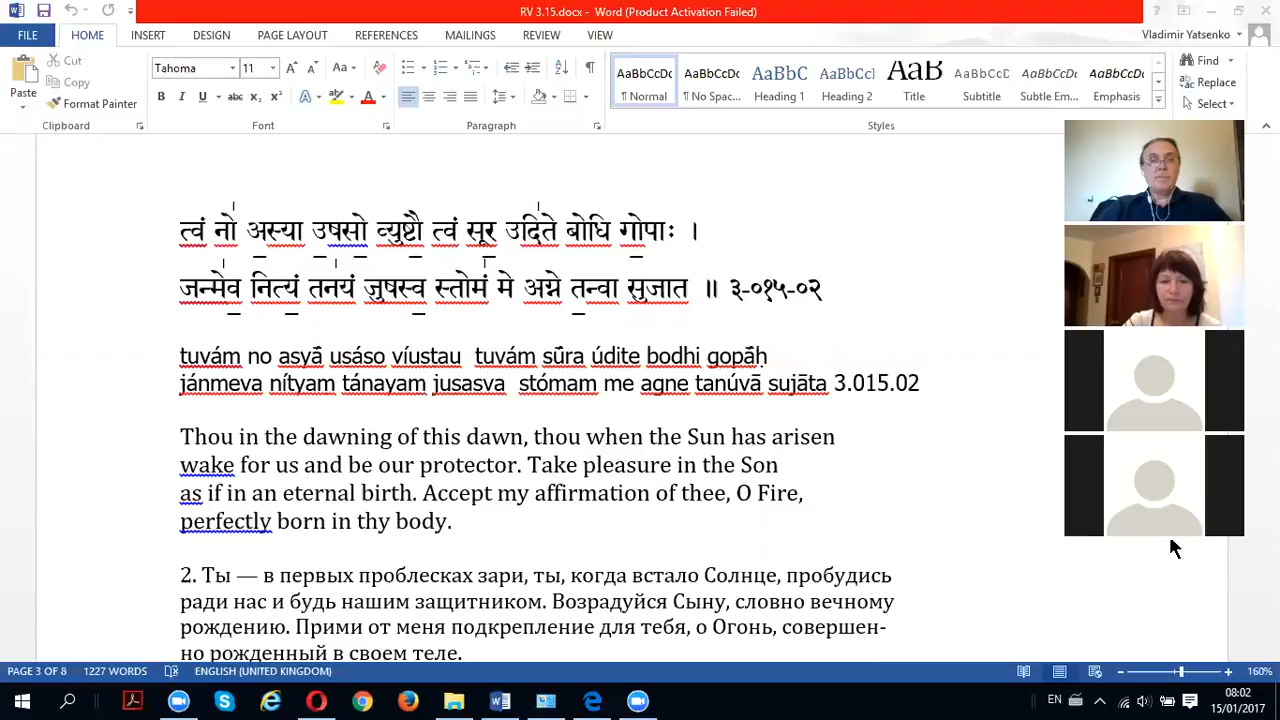 RV 3.15.docx - Word (Product Activation Failed)
FILE HOME INSERT DESIGN PAGE LAYOUT REFERENCES MAILINGS REVIEW VIEW Vladimir Yatsenko
Paste Cut Copy Format Painter
Tahoma 11
Clipboard Font Paragraph Styles
AaBbCcDc AaBbCcDc AaBbC AaBbCcI AaB AaBbCcD AaBbCcDc
¶ Normal ¶ No Spac... Heading 1 Heading 2 Title Subtitle Subtle Em... Emphasis
Find Replace Select
त्वं नो॑ अ॒स्या उ॒षसो॒ व्यु॑ष्टौ॒ त्वं सूर॒ उदि॑ते बोधि गो॒पाः ।
जन्मे॑व॒ नित्यं॒ तन॑यं जुषस्व॒ स्तोमं॑ मे अग्ने त॒न्वा सुजात ॥ ३-०१५-०२
tuvám no asyā́ usáso víustau tuvám sū́ra údite bodhi gopā́ḥ
jánmeva nítyam tánayam jusasva stómam me agne tanúvā sujāta 3.015.02
Thou in the dawning of this dawn, thou when the Sun has arisen
wake for us and be our protector. Take pleasure in the Son
as if in an eternal birth. Accept my affirmation of thee, O Fire,
perfectly born in thy body.
2. Ты — в первых проблесках зари, ты, когда встало Солнце, пробудись
ради нас и будь нашим защитником. Возрадуйся Сыну, словно вечному
рождению. Прими от меня подкрепление для тебя, о Огонь, совершен-
но рожденный в своем теле.
PAGE 3 OF 8 1227 WORDS ENGLISH (UNITED KINGDOM) 160%
EN 08:02
15/01/2017